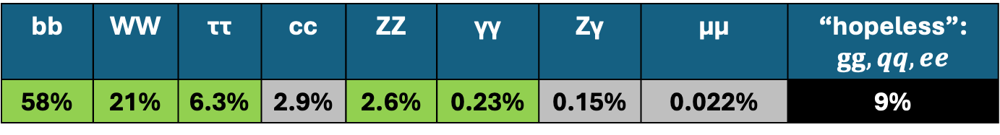 bb WW ττ cc ZZ γγ Zγ μμ “hopeless”:
gg, qq, ee
58% 21% 6.3% 2.9% 2.6% 0.23% 0.15% 0.022% 9%